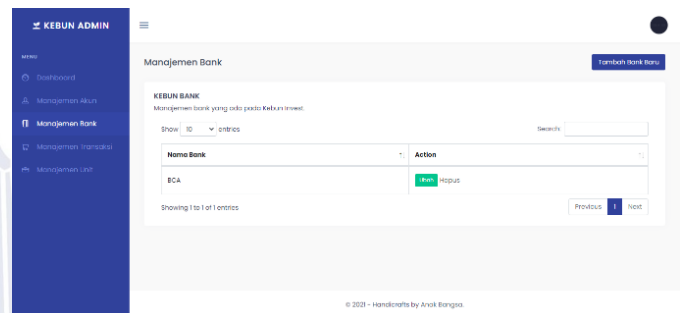 KEBUN ADMIN
MENU
Dashboard
Manajemen Akun
Manajemen Bank
Manajemen Transaksi
Manajemen Unit
Manajemen Bank
Tambah Bank Baru
KEBUN BANK
Manajemen bank yang ada pada Kebun Invest.
Show 10 entries
Search:
Nama Bank Action
BCA Ubah Hapus
Showing 1 to 1 of 1 entries
Previous 1 Next
© 2021 - Handicrafts by Anak Bangsa.